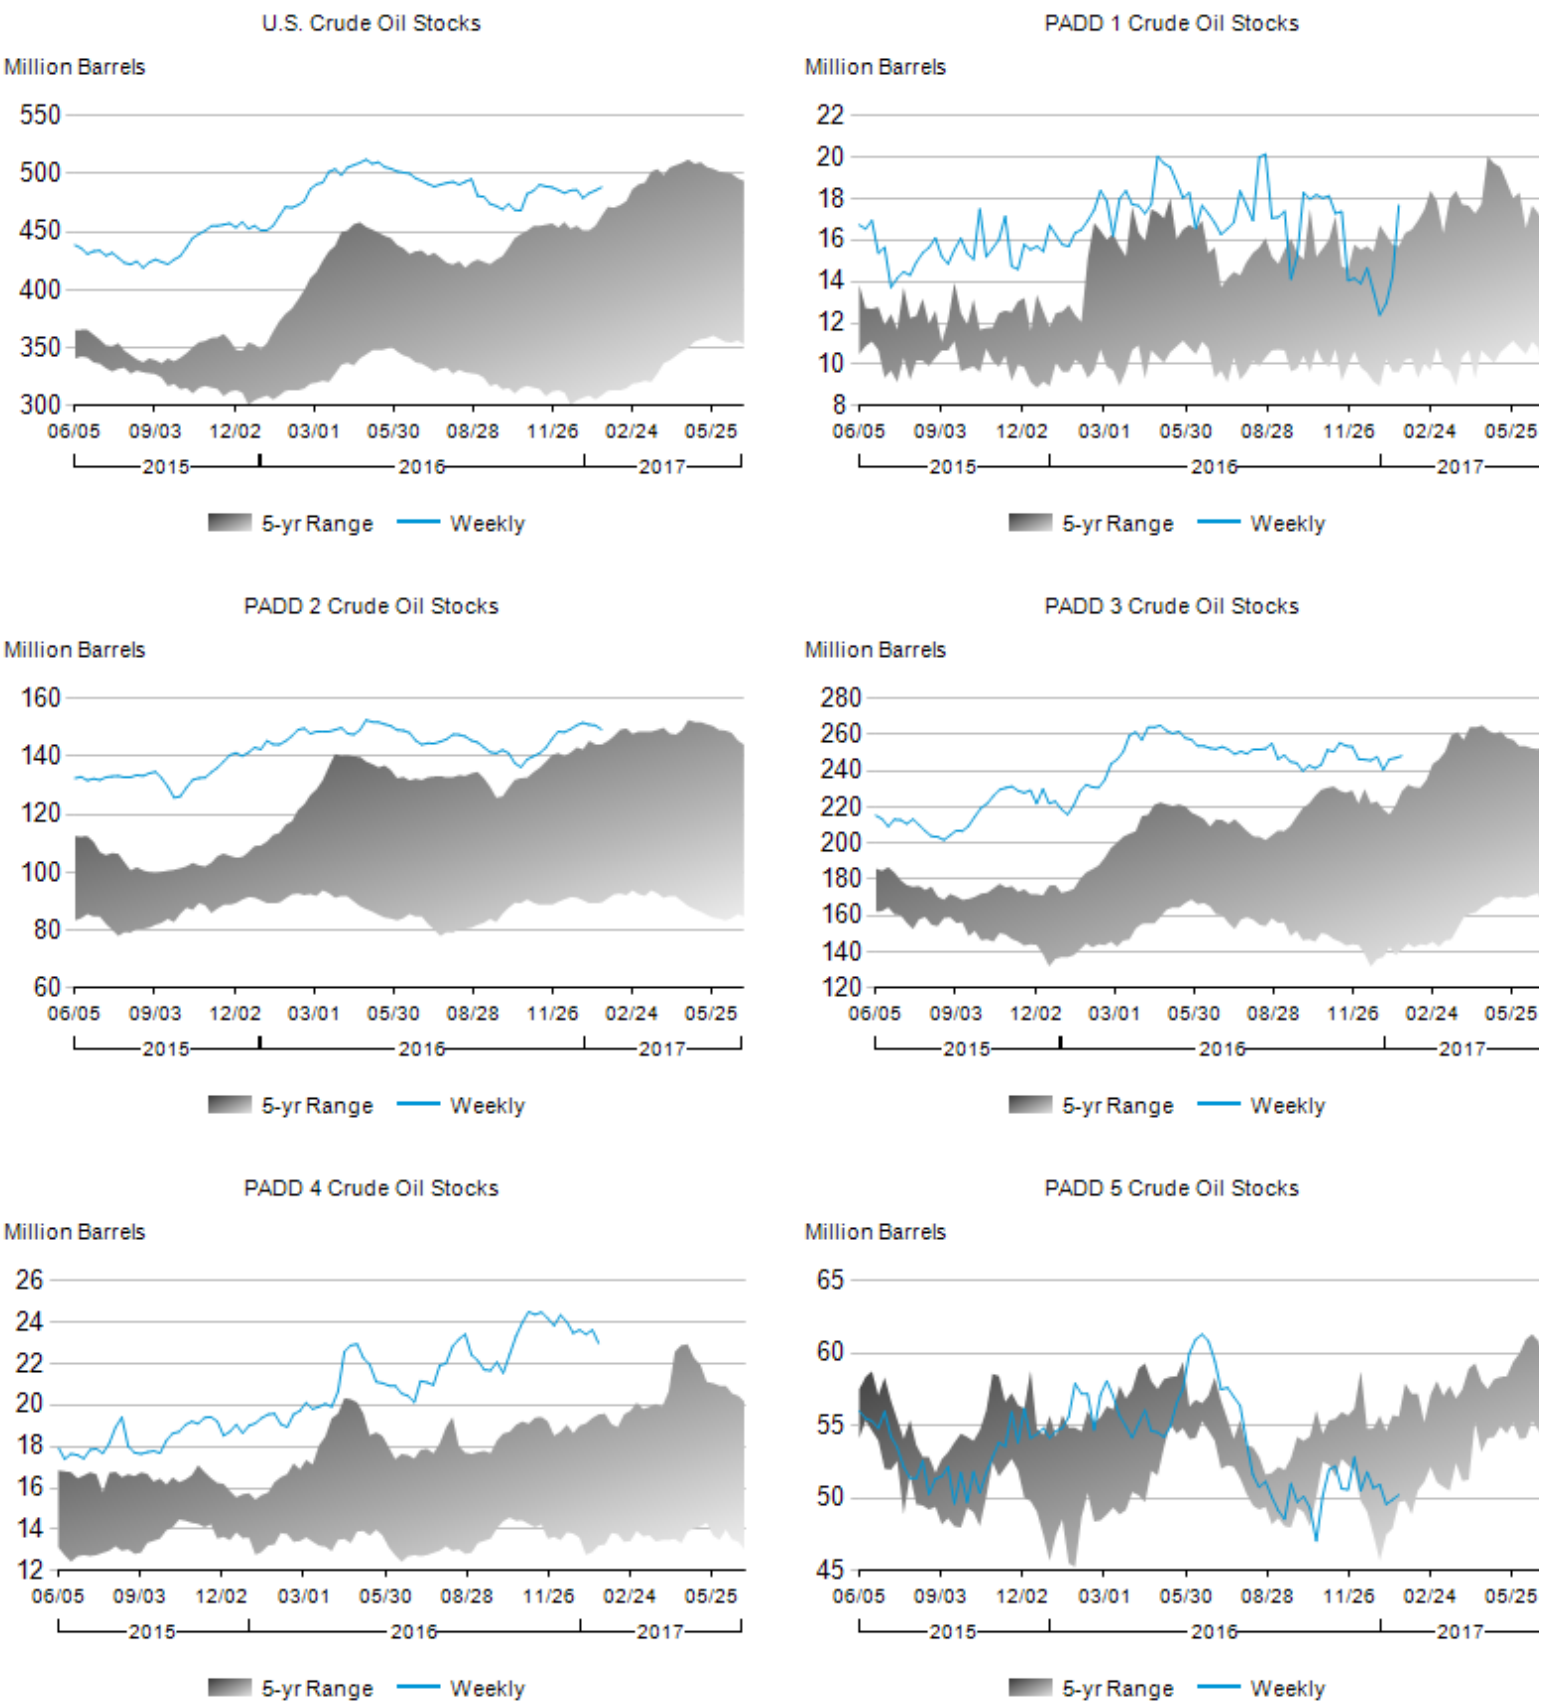 U.S. Crude Oil Stocks
Million Barrels
550
500
450
400
350
300
06/05 09/03 12/02 03/01 05/30 08/28 11/26 02/24 05/25
2015 2016 2017
5-yr Range Weekly
PADD 1 Crude Oil Stocks
Million Barrels
22
20
18
16
14
12
10
8
06/05 09/03 12/02 03/01 05/30 08/28 11/26 02/24 05/25
2015 2016 2017
5-yr Range Weekly
PADD 2 Crude Oil Stocks
Million Barrels
160
140
120
100
80
60
06/05 09/03 12/02 03/01 05/30 08/28 11/26 02/24 05/25
2015 2016 2017
5-yr Range Weekly
PADD 3 Crude Oil Stocks
Million Barrels
280
260
240
220
200
180
160
140
120
06/05 09/03 12/02 03/01 05/30 08/28 11/26 02/24 05/25
2015 2016 2017
5-yr Range Weekly
PADD 4 Crude Oil Stocks
Million Barrels
26
24
22
20
18
16
14
12
06/05 09/03 12/02 03/01 05/30 08/28 11/26 02/24 05/25
2015 2016 2017
5-yr Range Weekly
PADD 5 Crude Oil Stocks
Million Barrels
65
60
55
50
45
06/05 09/03 12/02 03/01 05/30 08/28 11/26 02/24 05/25
2015 2016 2017
5-yr Range Weekly